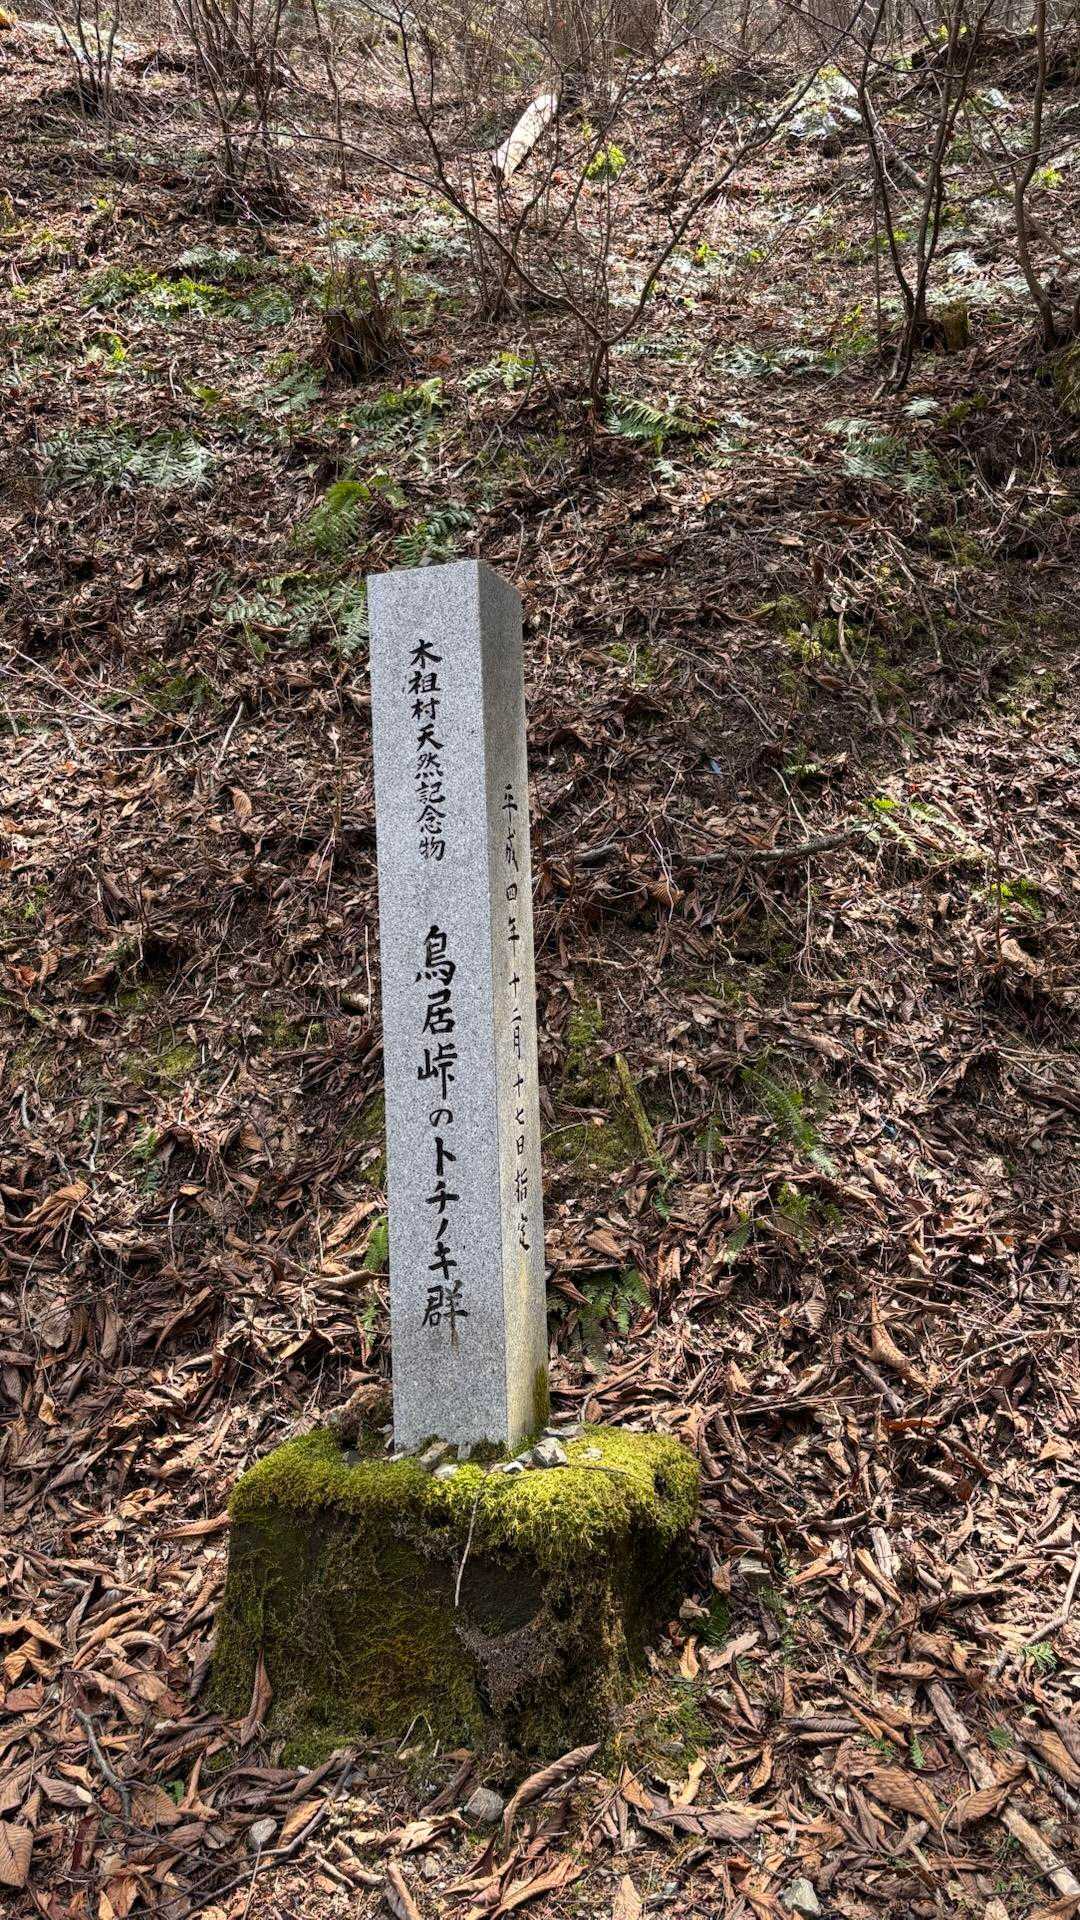 木祖村天然記念物
鳥居峠のトチノキ群
平成四年十二月十七日指定